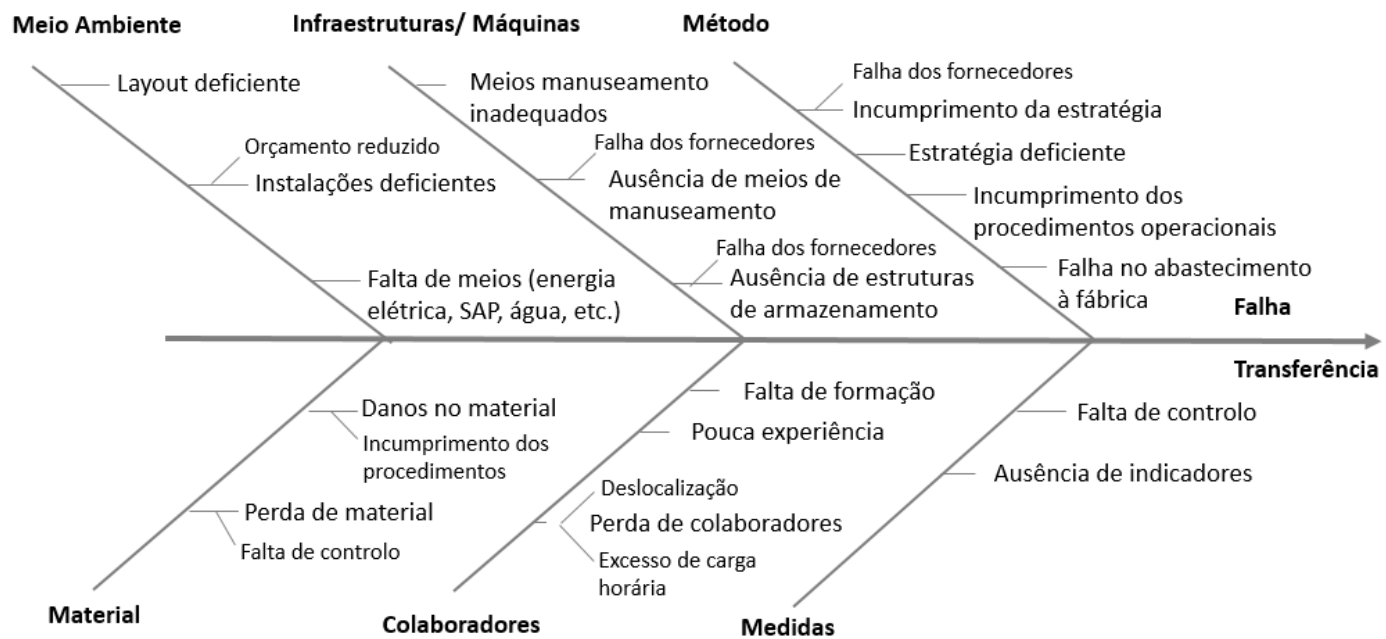 Meio Ambiente
Infraestruturas/ Máquinas
Método
Layout deficiente
Orçamento reduzido
Instalações deficientes
Falta de meios (energia
elétrica, SAP, água, etc.)
Meios manuseamento
inadequados
Falha dos fornecedores
Ausência de meios de
manuseamento
Falha dos fornecedores
Ausência de estruturas
de armazenamento
Falha dos fornecedores
Incumprimento da estratégia
Estratégia deficiente
Incumprimento dos
procedimentos operacionais
Falha no abastecimento
à fábrica
Falha
Transferência
Danos no material
Incumprimento dos
procedimentos
Perda de material
Falta de controlo
Material
Falta de formação
Pouca experiência
Deslocalização
Perda de colaboradores
Excesso de carga
horária
Colaboradores
Falta de controlo
Ausência de indicadores
Medidas